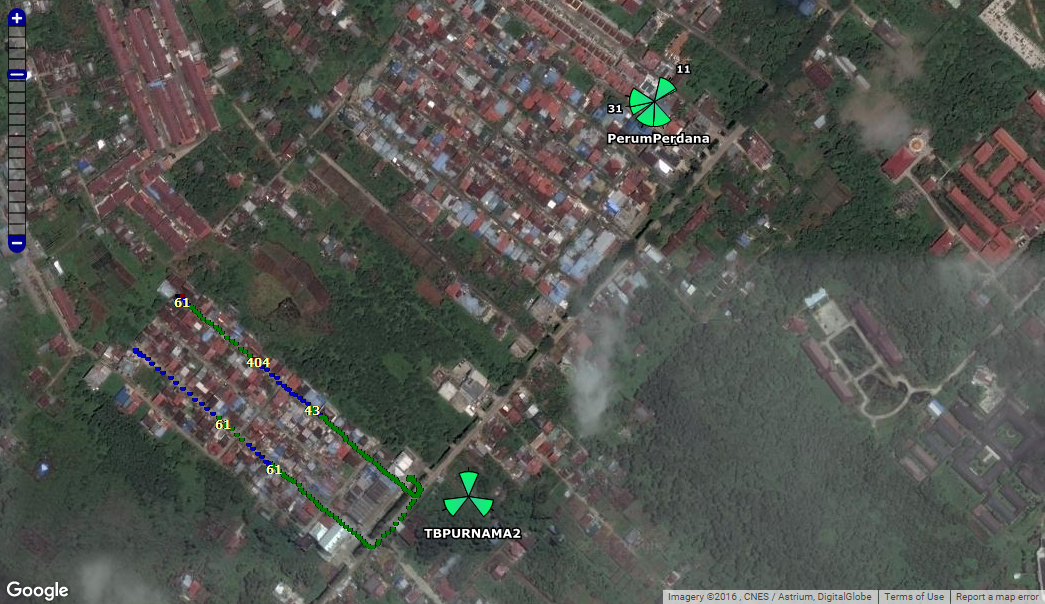 +
11
31
PerumPerdana
−
61
404
43
61
61
TBPURNAMA2
Google
Imagery ©2016 , CNES / Astrium, DigitalGlobe
Terms of Use
Report a map error